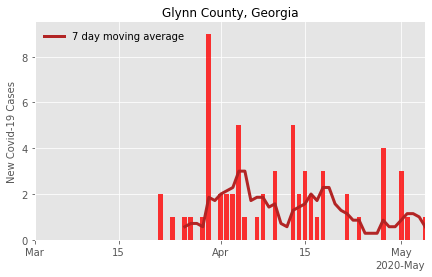 Glynn County, Georgia
7 day moving average
New Covid-19 Cases
8
6
4
2
0
Mar 15 Apr 15 May
2020-May